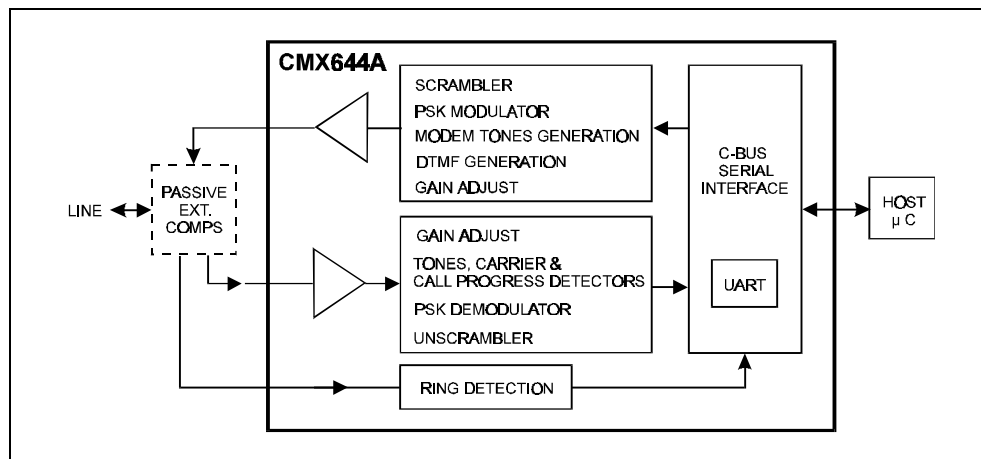 CMX644A
SCRAMBLER
PSK MODULATOR
MODEM TONES GENERATION
DTMF GENERATION
GAIN ADJUST
C-BUS
SERIAL
INTERFACE
UART
HOST
µ C
LINE
PASSIVE
EXT.
COMPS
GAIN ADJUST
TONES, CARRIER &
CALL PROGRESS DETECTORS
PSK DEMODULATOR
UNSCRAMBLER
RING DETECTION